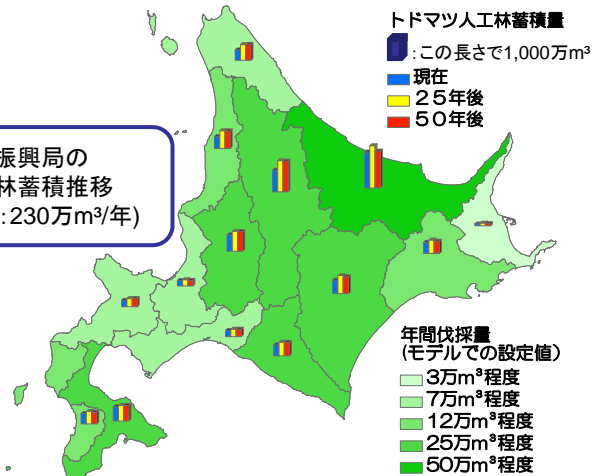 トドマツ人工林蓄積量
:この長さで1,000万m³
現在
25年後
50年後
振興局の
林蓄積推移
:230万m³/年)
年間伐採量
(モデルでの設定値)
3万m³程度
7万m³程度
12万m³程度
25万m³程度
50万m³程度